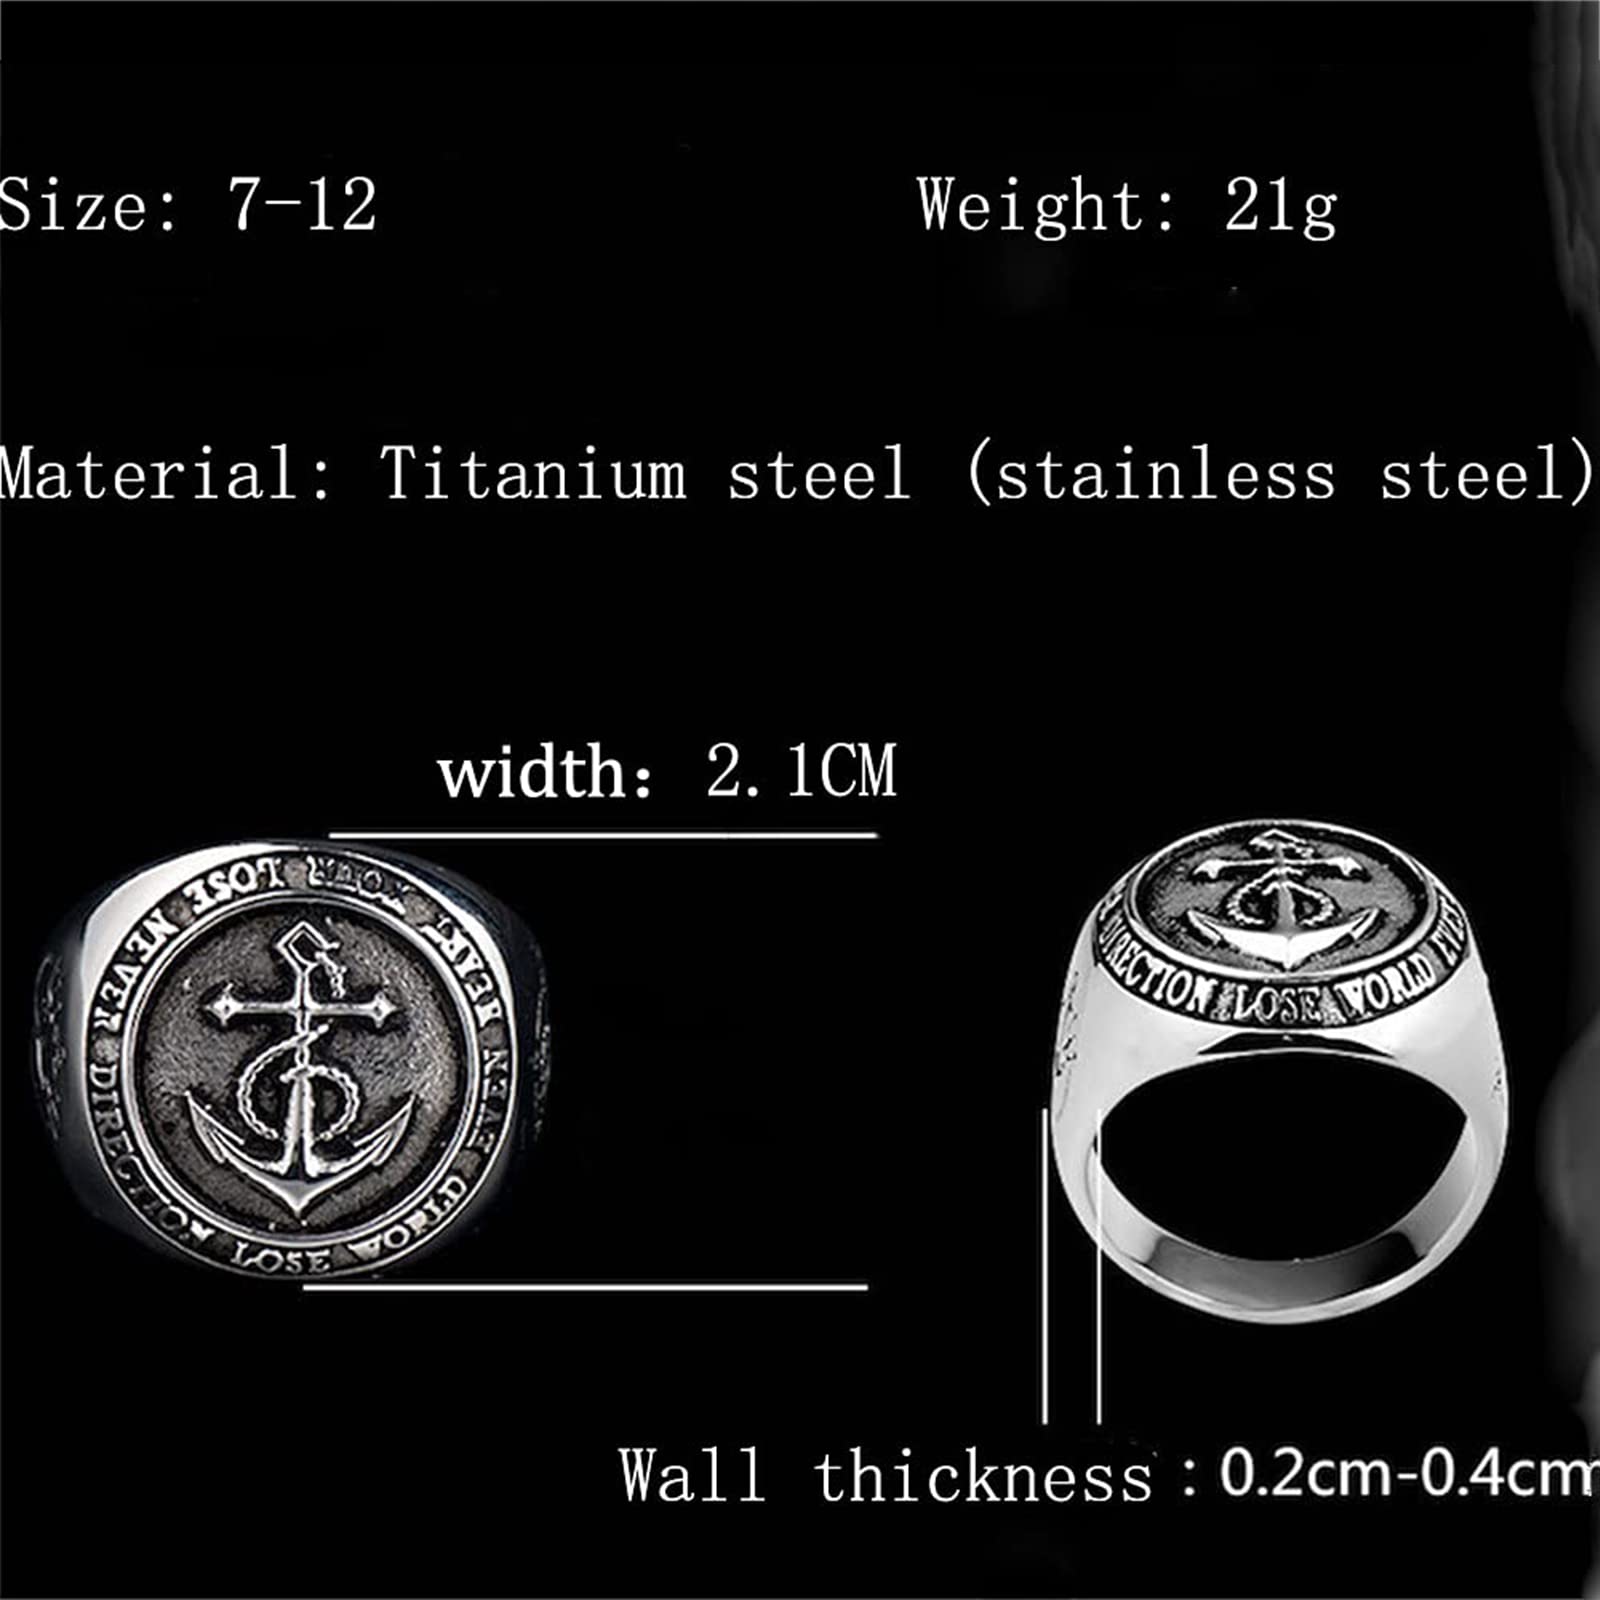 Size: 7-12
Weight: 21g
Material: Titanium steel (stainless steel)
width: 2.1CM
NEVER LOSE YOUR HEART EVEN WORLD LOSE DIRECTION
DIRECTION LOSE WORLD
Wall thickness : 0.2cm-0.4cm